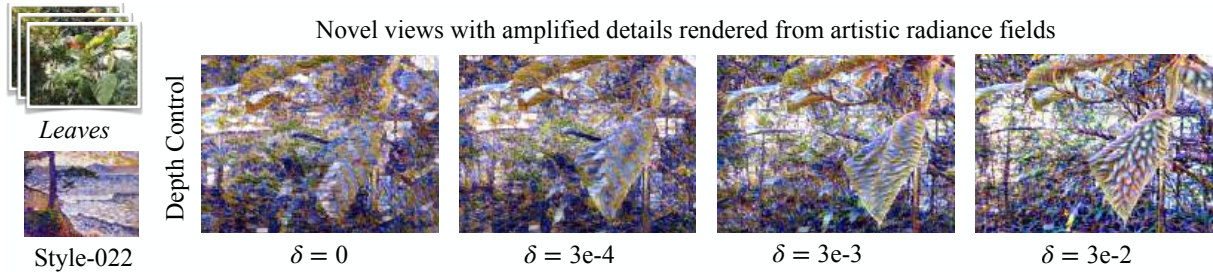 Novel views with amplified details rendered from artistic radiance fields
Leaves
Style-022
Depth Control
δ = 0
δ = 3e-4
δ = 3e-3
δ = 3e-2